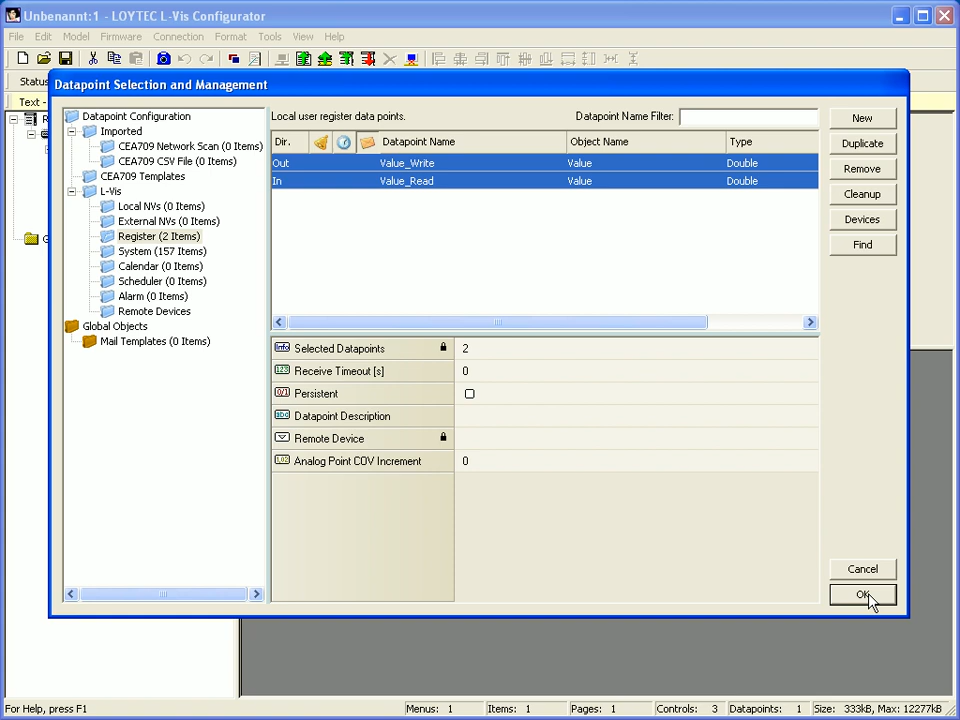 Unbenannt:1 - LOYTEC L-Vis Configurator
File Edit Model Firmware Connection Format Tools View Help
Status
Text -
Datapoint Selection and Management
Datapoint Configuration
Imported
CEA709 Network Scan (0 Items)
CEA709 CSV File (0 Items)
CEA709 Templates
L-Vis
Local NVs (0 Items)
External NVs (0 Items)
Register (2 Items)
System (157 Items)
Calendar (0 Items)
Scheduler (0 Items)
Alarm (0 Items)
Remote Devices
Global Objects
Mail Templates (0 Items)
Local user register data points. Datapoint Name Filter:
Dir. Datapoint Name Object Name Type
Out Value_Write Value Double
In Value_Read Value Double
Selected Datapoints 2
Receive Timeout [s] 0
Persistent
Datapoint Description
Remote Device
Analog Point COV Increment 0
New
Duplicate
Remove
Cleanup
Devices
Find
Cancel
OK
For Help, press F1 Menus: 1 Items: 1 Pages: 1 Controls: 3 Datapoints: 1 Size: 333kB, Max: 12277kB